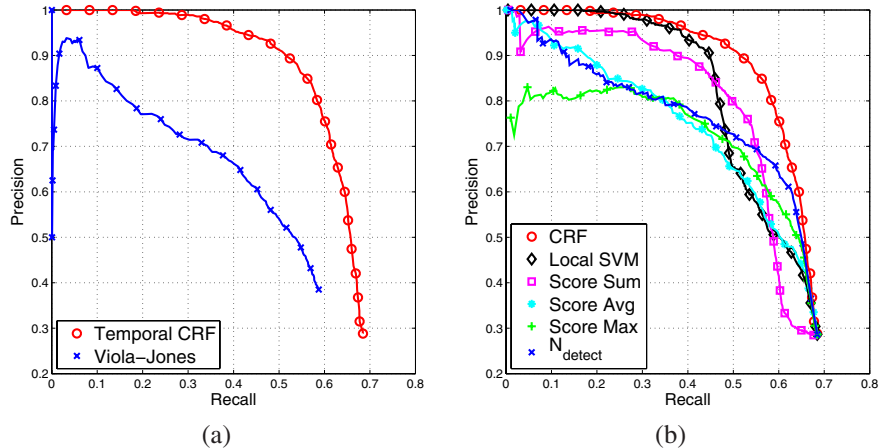 1
0.9
0.8
0.7
0.6
0.5
0.4
0.3
0.2
Precision
0 0.1 0.2 0.3 0.4 0.5 0.6 0.7 0.8
Recall
Temporal CRF
Viola–Jones
(a)
1
0.9
0.8
0.7
0.6
0.5
0.4
0.3
0.2
Precision
0 0.1 0.2 0.3 0.4 0.5 0.6 0.7 0.8
Recall
CRF
Local SVM
Score Sum
Score Avg
Score Max
N_detect
(b)